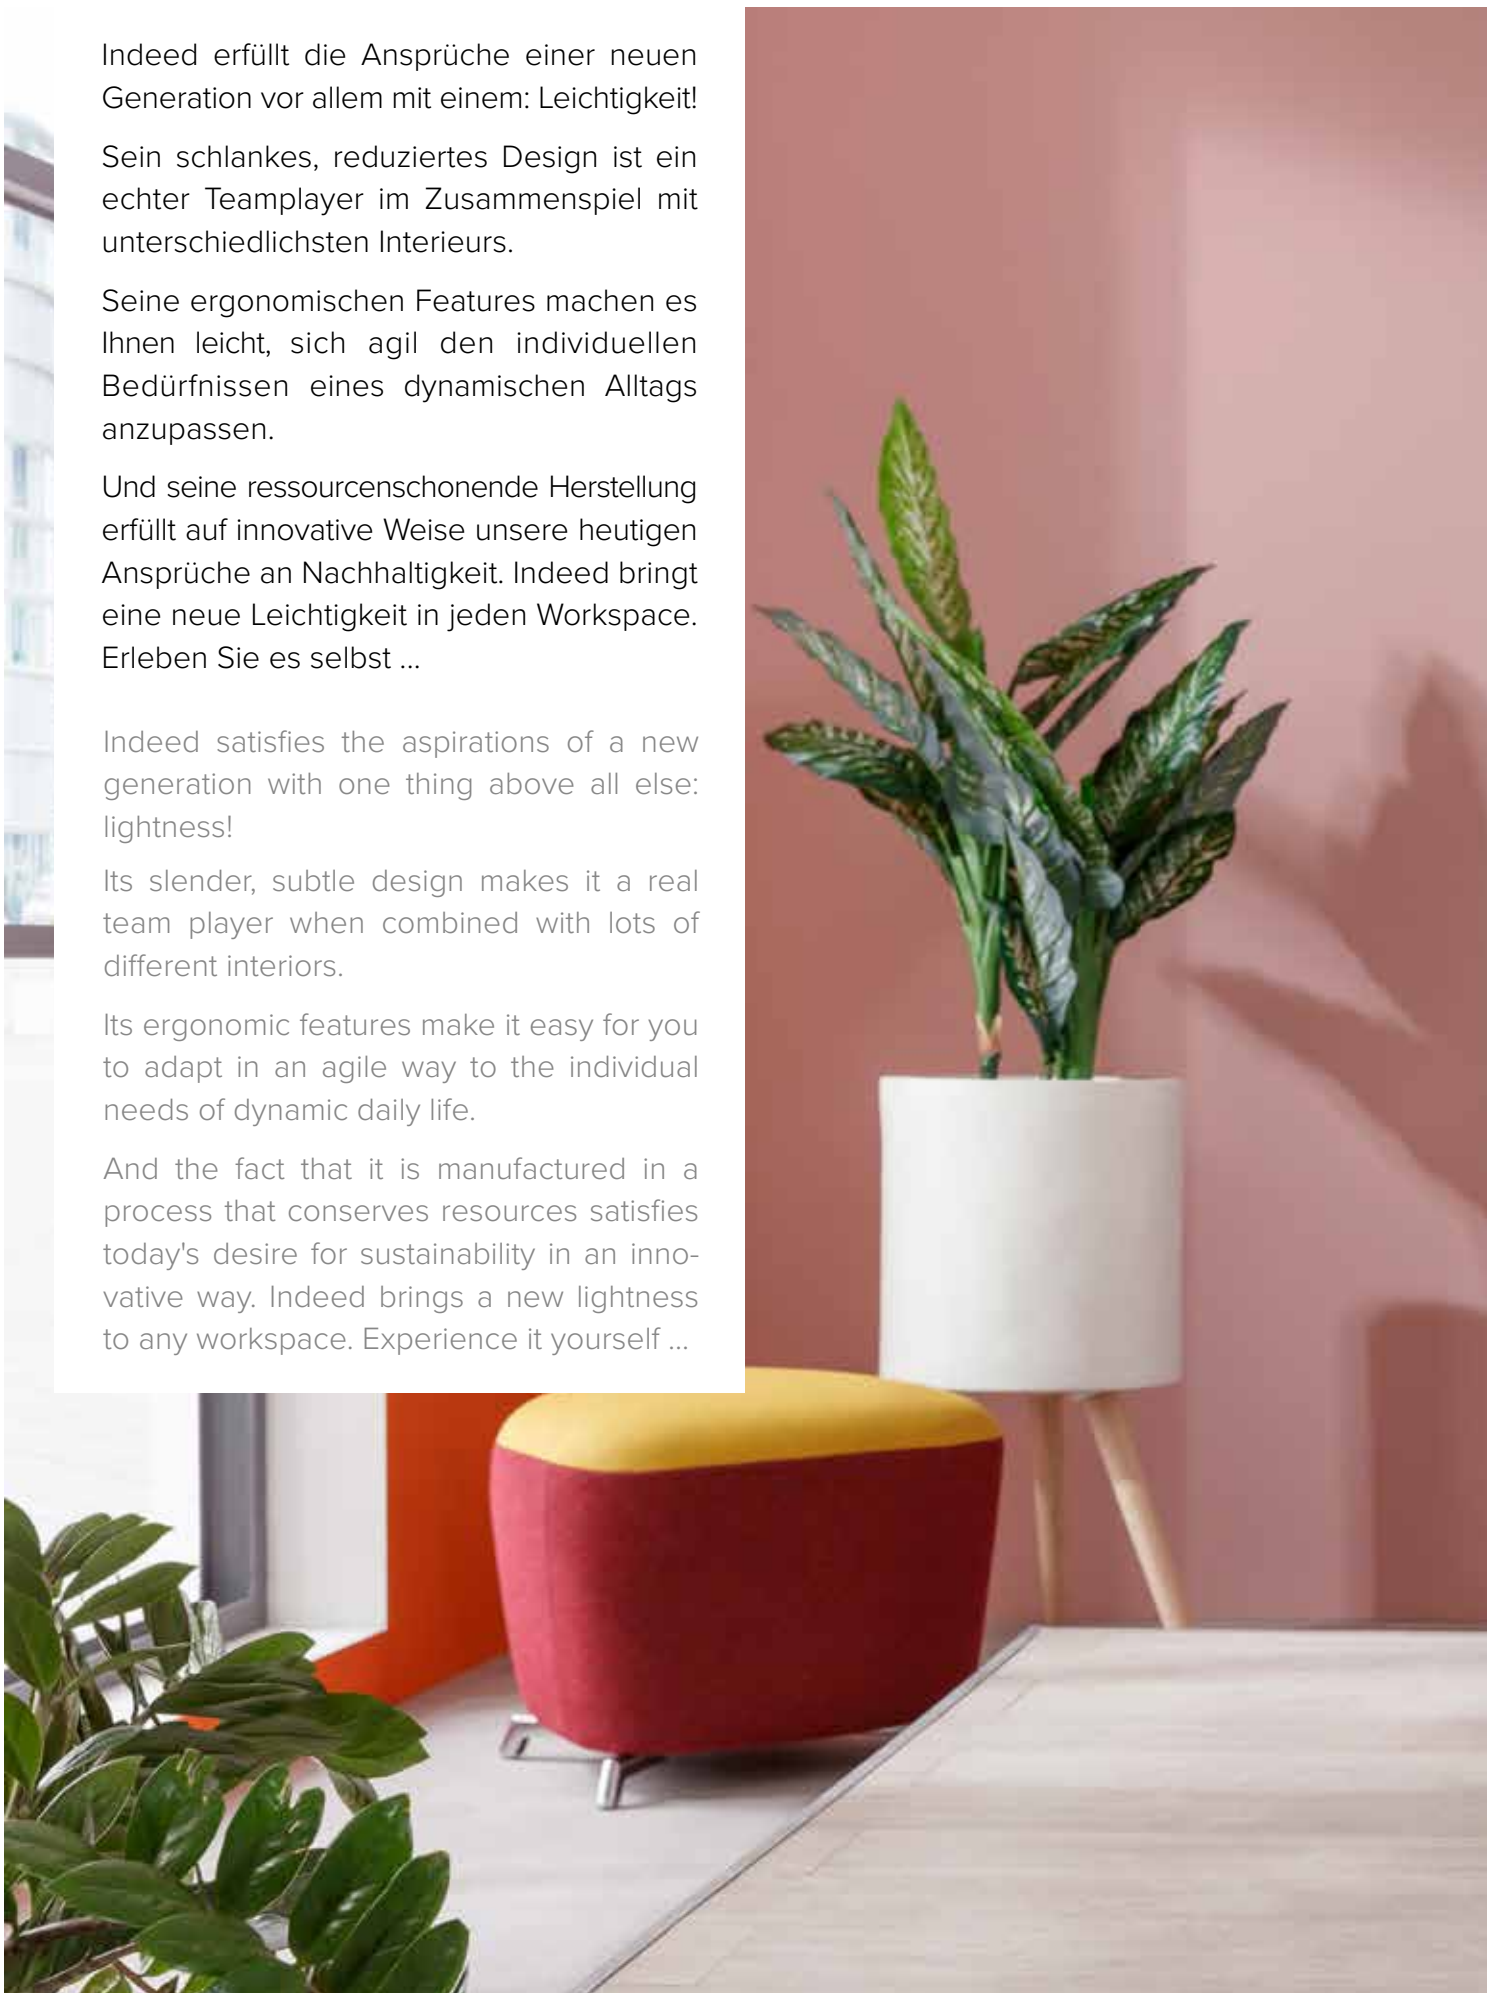 Indeed erfüllt die Ansprüche einer neuen
Generation vor allem mit einem: Leichtigkeit!
Sein schlankes, reduziertes Design ist ein
echter Teamplayer im Zusammenspiel mit
unterschiedlichsten Interieurs.
Seine ergonomischen Features machen es
Ihnen leicht, sich agil den individuellen
Bedürfnissen eines dynamischen Alltags
anzupassen.
Und seine ressourcenschonende Herstellung
erfüllt auf innovative Weise unsere heutigen
Ansprüche an Nachhaltigkeit. Indeed bringt
eine neue Leichtigkeit in jeden Workspace.
Erleben Sie es selbst ...
Indeed satisfies the aspirations of a new
generation with one thing above all else:
lightness!
Its slender, subtle design makes it a real
team player when combined with lots of
different interiors.
Its ergonomic features make it easy for you
to adapt in an agile way to the individual
needs of dynamic daily life.
And the fact that it is manufactured in a
process that conserves resources satisfies
today's desire for sustainability in an inno-
vative way. Indeed brings a new lightness
to any workspace. Experience it yourself ...